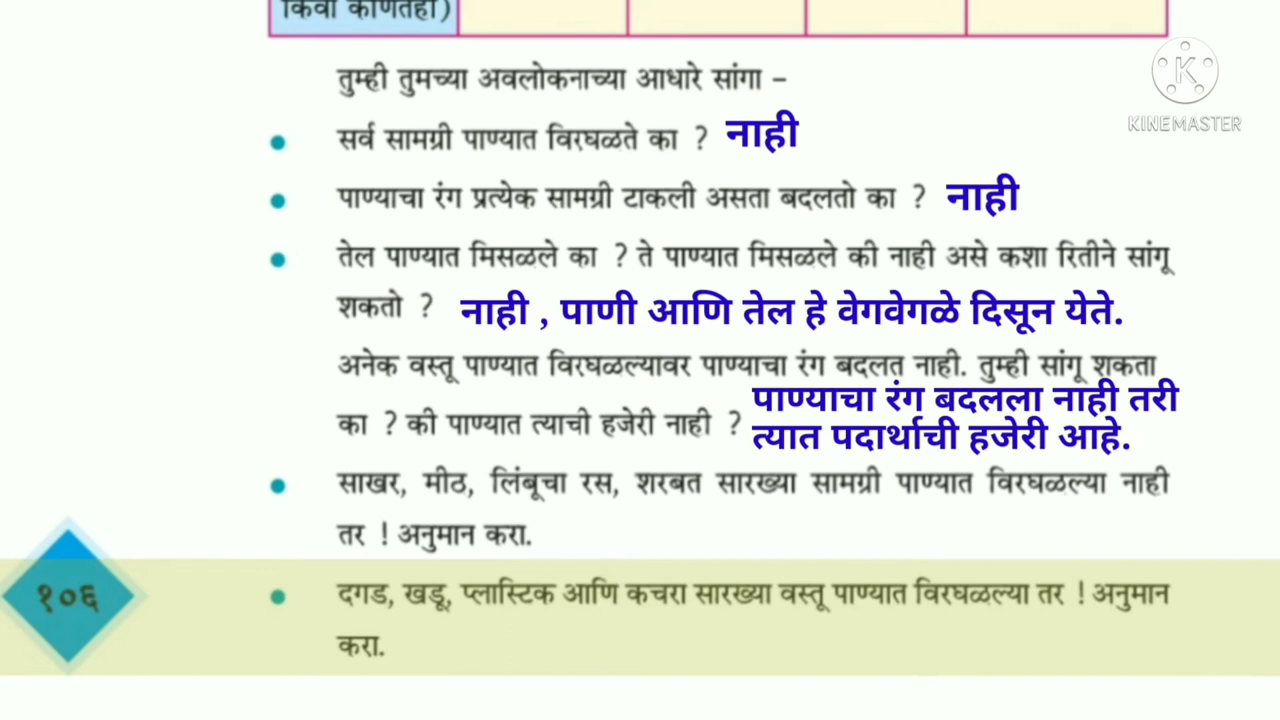 किंवा कोणतेही)
तुम्ही तुमच्या अवलोकनाच्या आधारे सांगा –
KINEMASTER
सर्व सामग्री पाण्यात विरघळते का ? नाही
पाण्याचा रंग प्रत्येक सामग्री टाकली असता बदलतो का ? नाही
तेल पाण्यात मिसळले का ? ते पाण्यात मिसळले की नाही असे कशा रितीने सांगू
शकतो ? नाही , पाणी आणि तेल हे वेगवेगळे दिसून येते.
अनेक वस्तू पाण्यात विरघळल्यावर पाण्याचा रंग बदलत नाही. तुम्ही सांगू शकता
का ? की पाण्यात त्याची हजेरी नाही ?
पाण्याचा रंग बदलला नाही तरी
त्यात पदार्थाची हजेरी आहे.
साखर, मीठ, लिंबूचा रस, शरबत सारख्या सामग्री पाण्यात विरघळल्या नाही
तर ! अनुमान करा.
१०६
दगड, खडू, प्लास्टिक आणि कचरा सारख्या वस्तू पाण्यात विरघळल्या तर ! अनुमान
करा.